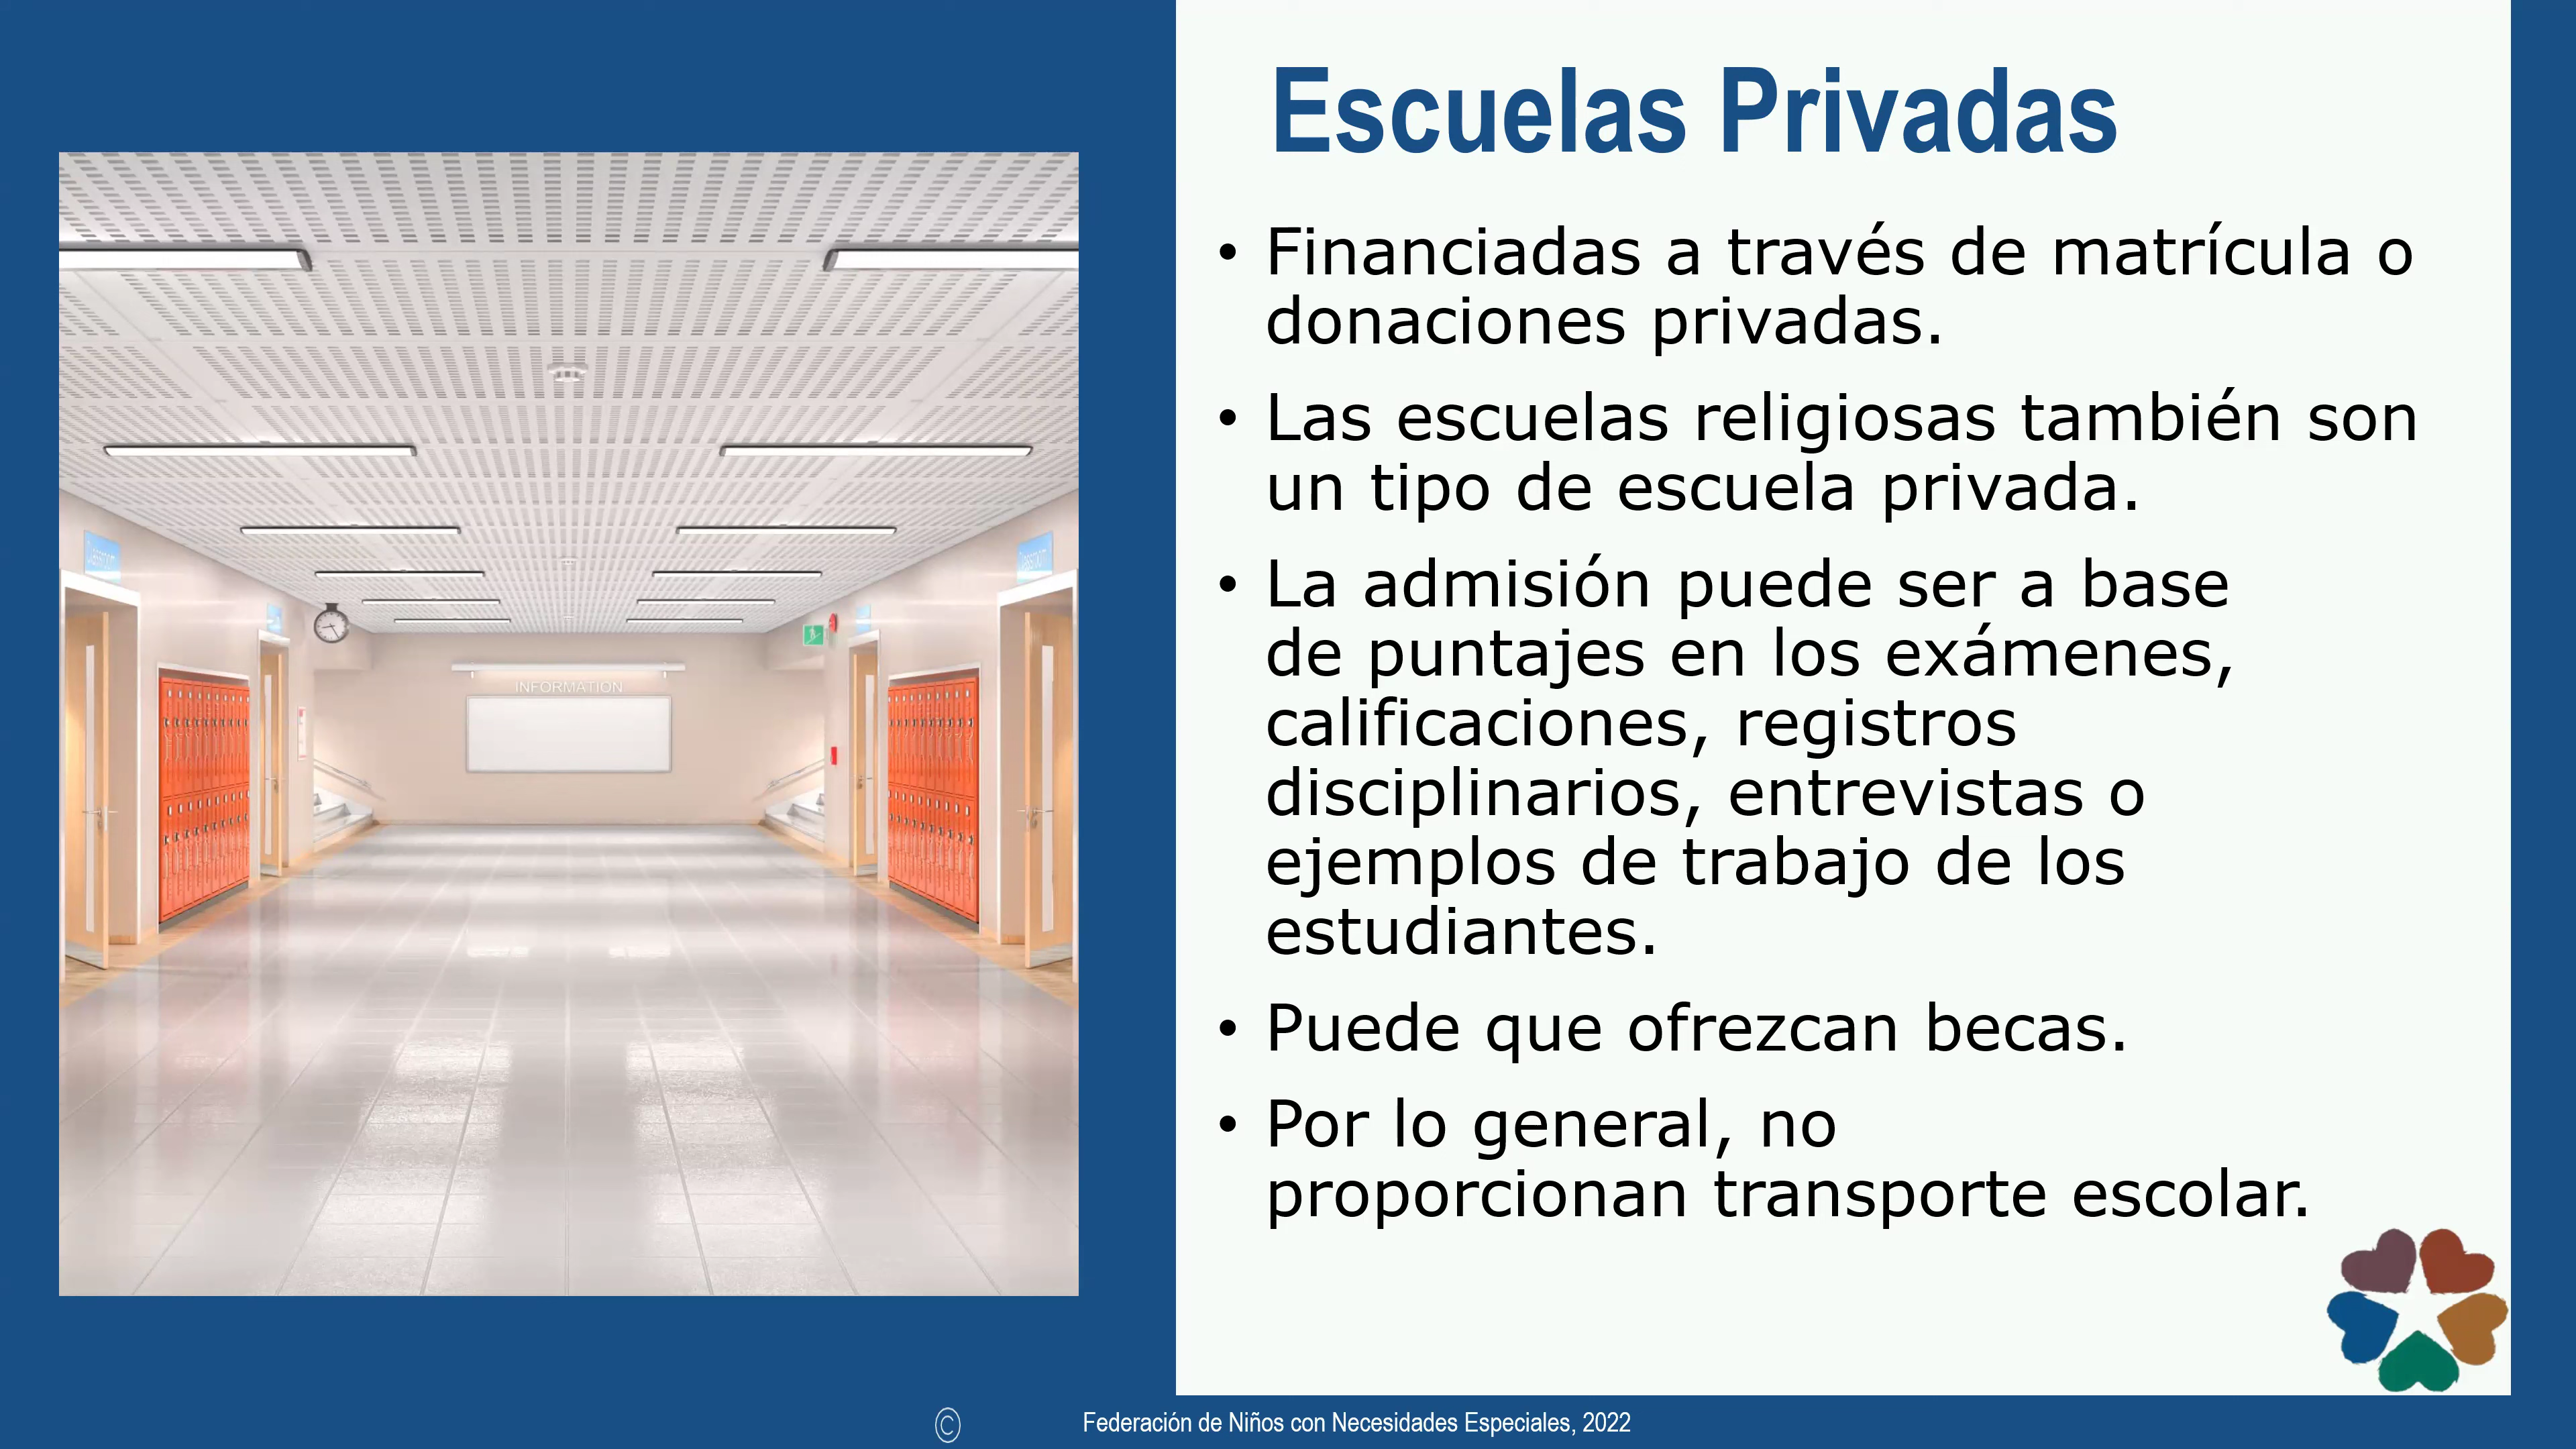 Escuelas Privadas
• Financiadas a través de matrícula o
donaciones privadas.
• Las escuelas religiosas también son
un tipo de escuela privada.
• La admisión puede ser a base
de puntajes en los exámenes,
calificaciones, registros
disciplinarios, entrevistas o
ejemplos de trabajo de los
estudiantes.
• Puede que ofrezcan becas.
• Por lo general, no
proporcionan transporte escolar.
INFORMATION
© Federación de Niños con Necesidades Especiales, 2022